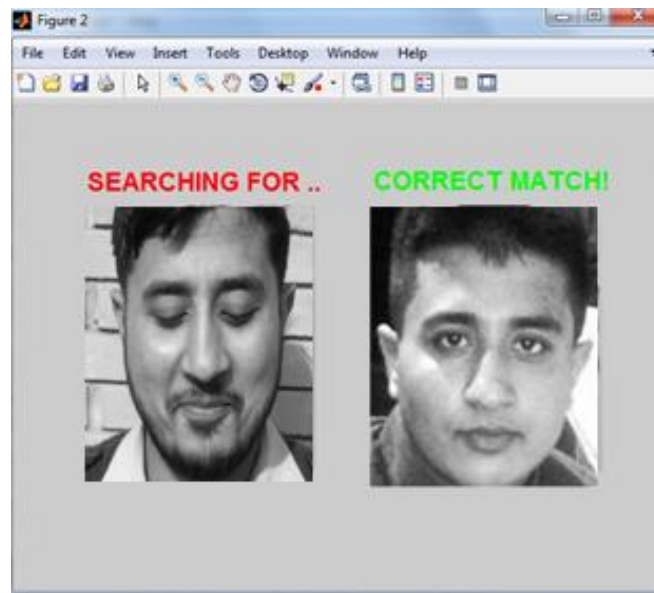 Figure 2
File Edit View Insert Tools Desktop Window Help
SEARCHING FOR .. CORRECT MATCH!